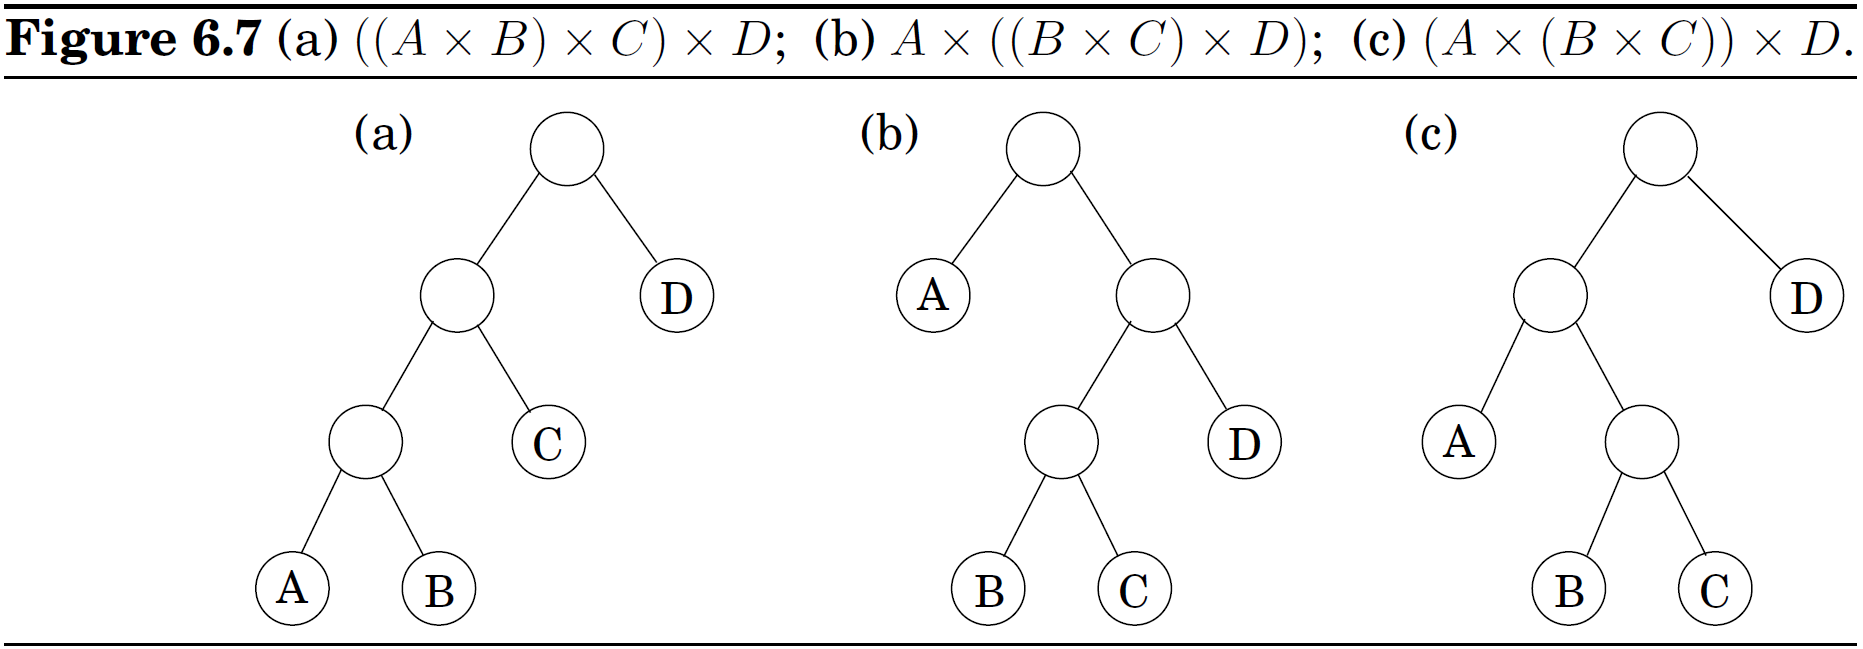 Figure 6.7 (a) ((A × B) × C) × D; (b) A × ((B × C) × D); (c) (A × (B × C)) × D.
(a) (b) (c)
D A D
C D A
A B B C B C